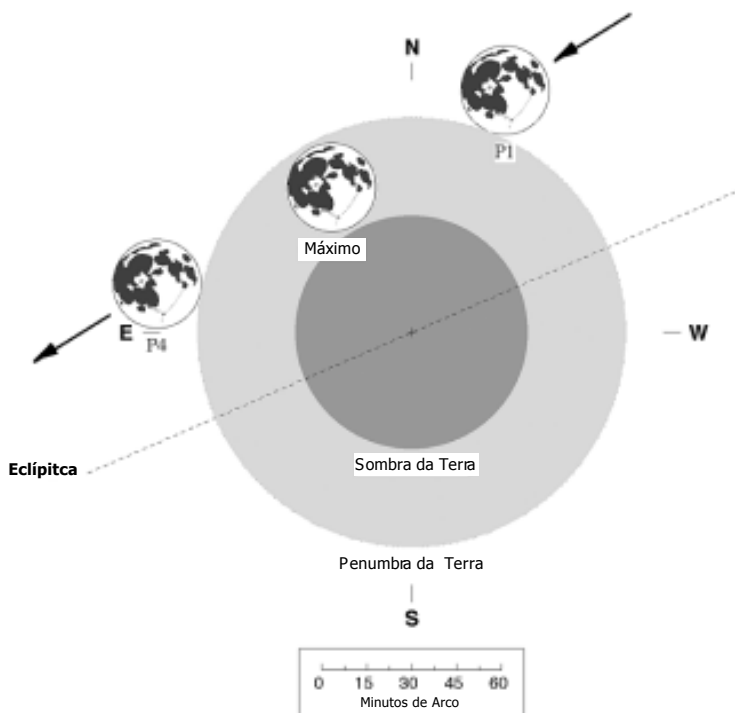 N
P1
Máximo
E
P4
W
Eclípitca
Sombra da Terra
Penumbra da Terra
S
0 15 30 45 60
Minutos de Arco